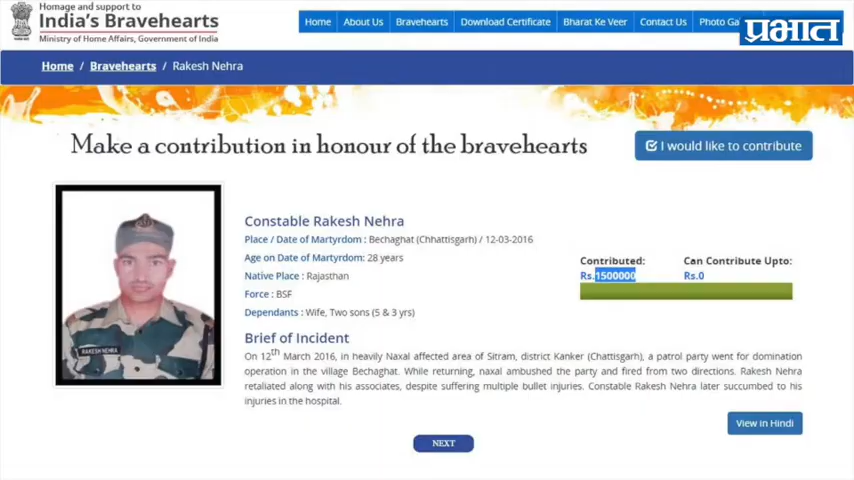 Homage and support to
India's Bravehearts
Ministry of Home Affairs, Government of India
Home About Us Bravehearts Download Certificate Bharat Ke Veer Contact Us Photo
प्रभात
Home / Bravehearts / Rakesh Nehra
Make a contribution in honour of the bravehearts
I would like to contribute
Constable Rakesh Nehra
Place / Date of Martyrdom : Bechaghat (Chhattisgarh) / 12-03-2016
Age on Date of Martyrdom : 28 years
Native Place : Rajasthan
Force : BSF
Dependants : Wife, Two sons (5 & 3 yrs)
Contributed: Can Contribute Upto:
Rs.1500000 Rs.0
RAKESH NEHRA
Brief of Incident
On 12th March 2016, in heavily Naxal affected area of Sitram, district Kanker (Chattisgarh), a patrol party went for domination
operation in the village Bechaghat. While returning, naxal ambushed the party and fired from two directions. Rakesh Nehra
retaliated along with his associates, despite suffering multiple bullet injuries. Constable Rakesh Nehra later succumbed to his
injuries in the hospital.
View in Hindi
NEXT